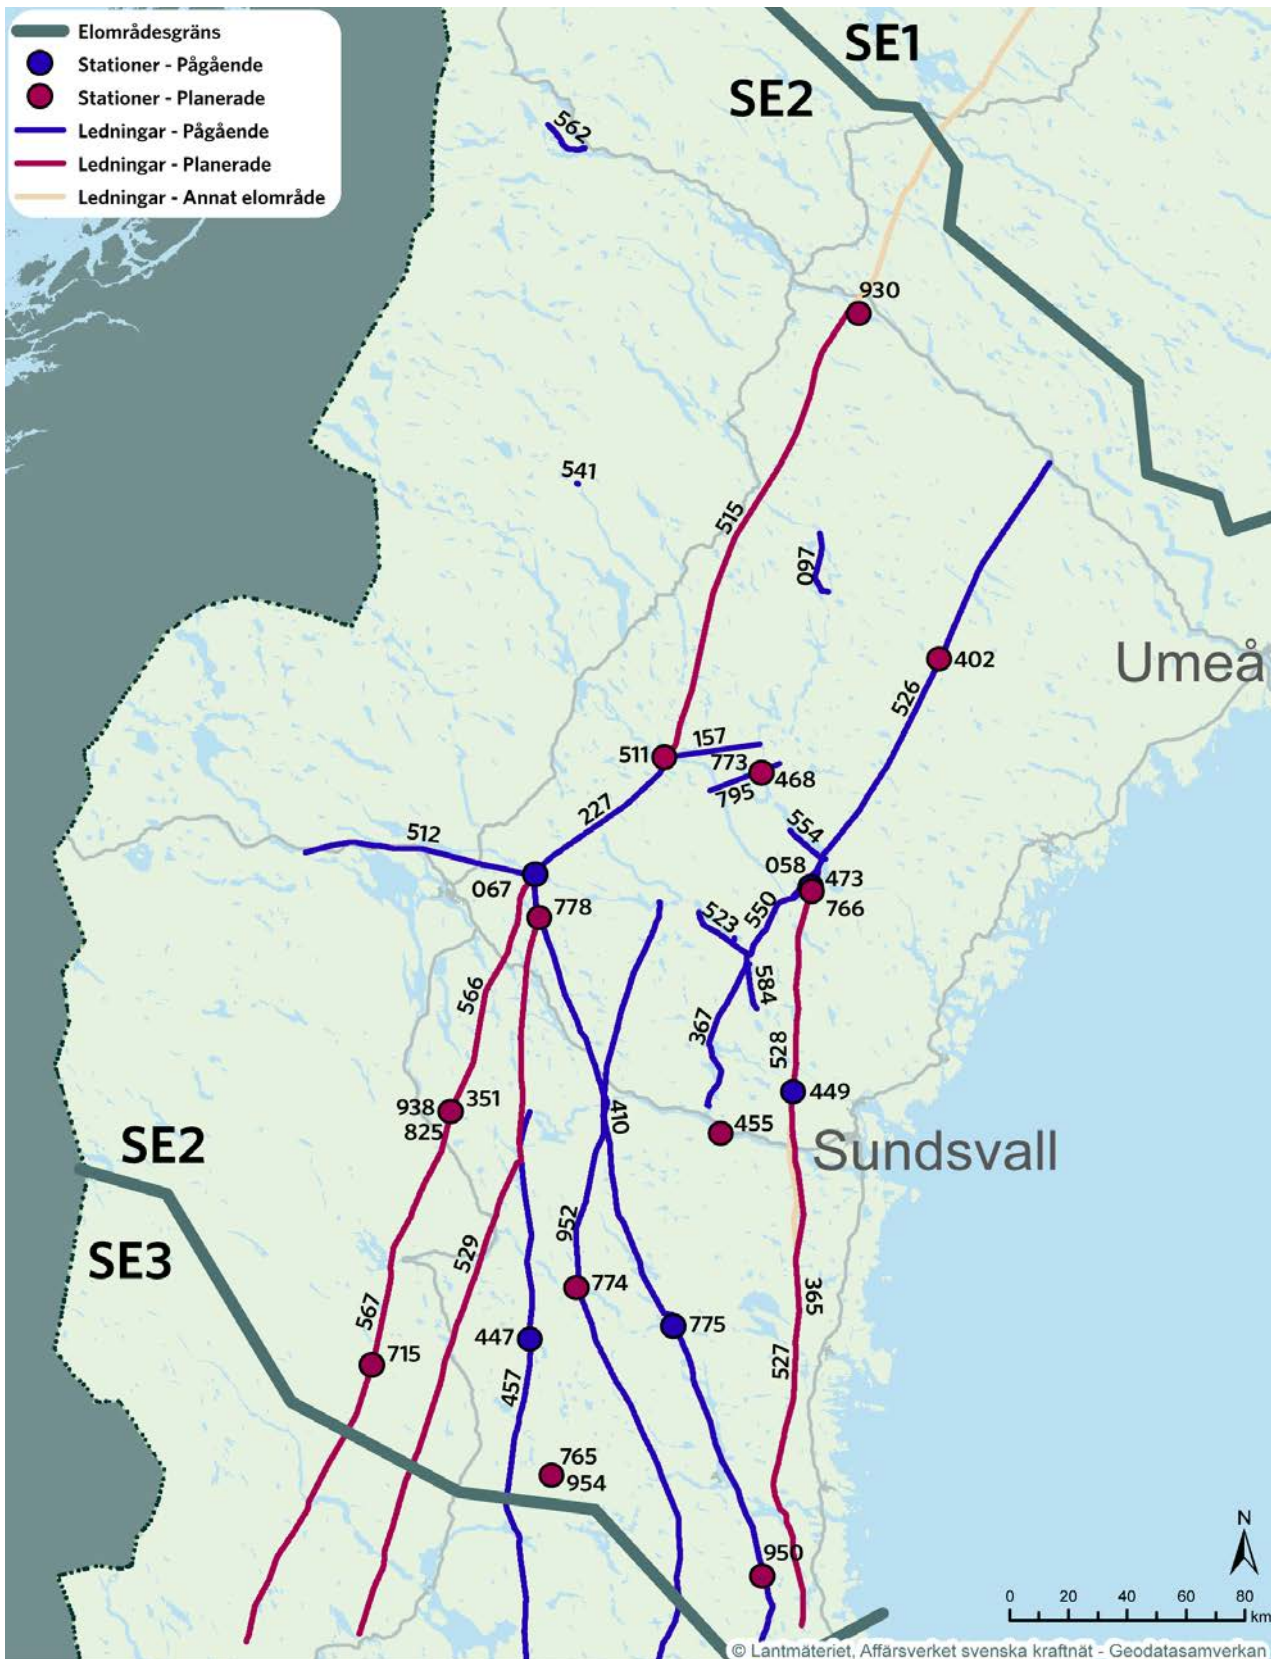 Elområdesgräns
Stationer - Pågående
Stationer - Planerade
Ledningar - Pågående
Ledningar - Planerade
Ledningar - Annat elområde
SE1
SE2
562
930
541
515
097
402
Umeå
526
157
511
773
468
795
227
554
512
058
473
067
766
778
523
550
566
584
367
528
351
938
449
410
825
455
SE2
Sundsvall
952
529
SE3
774
365
567
775
447
527
715
457
765
954
950
N
0 20 40 60 80
km
© Lantmäteriet, Affärsverket svenska kraftnät - Geodatasamverkan